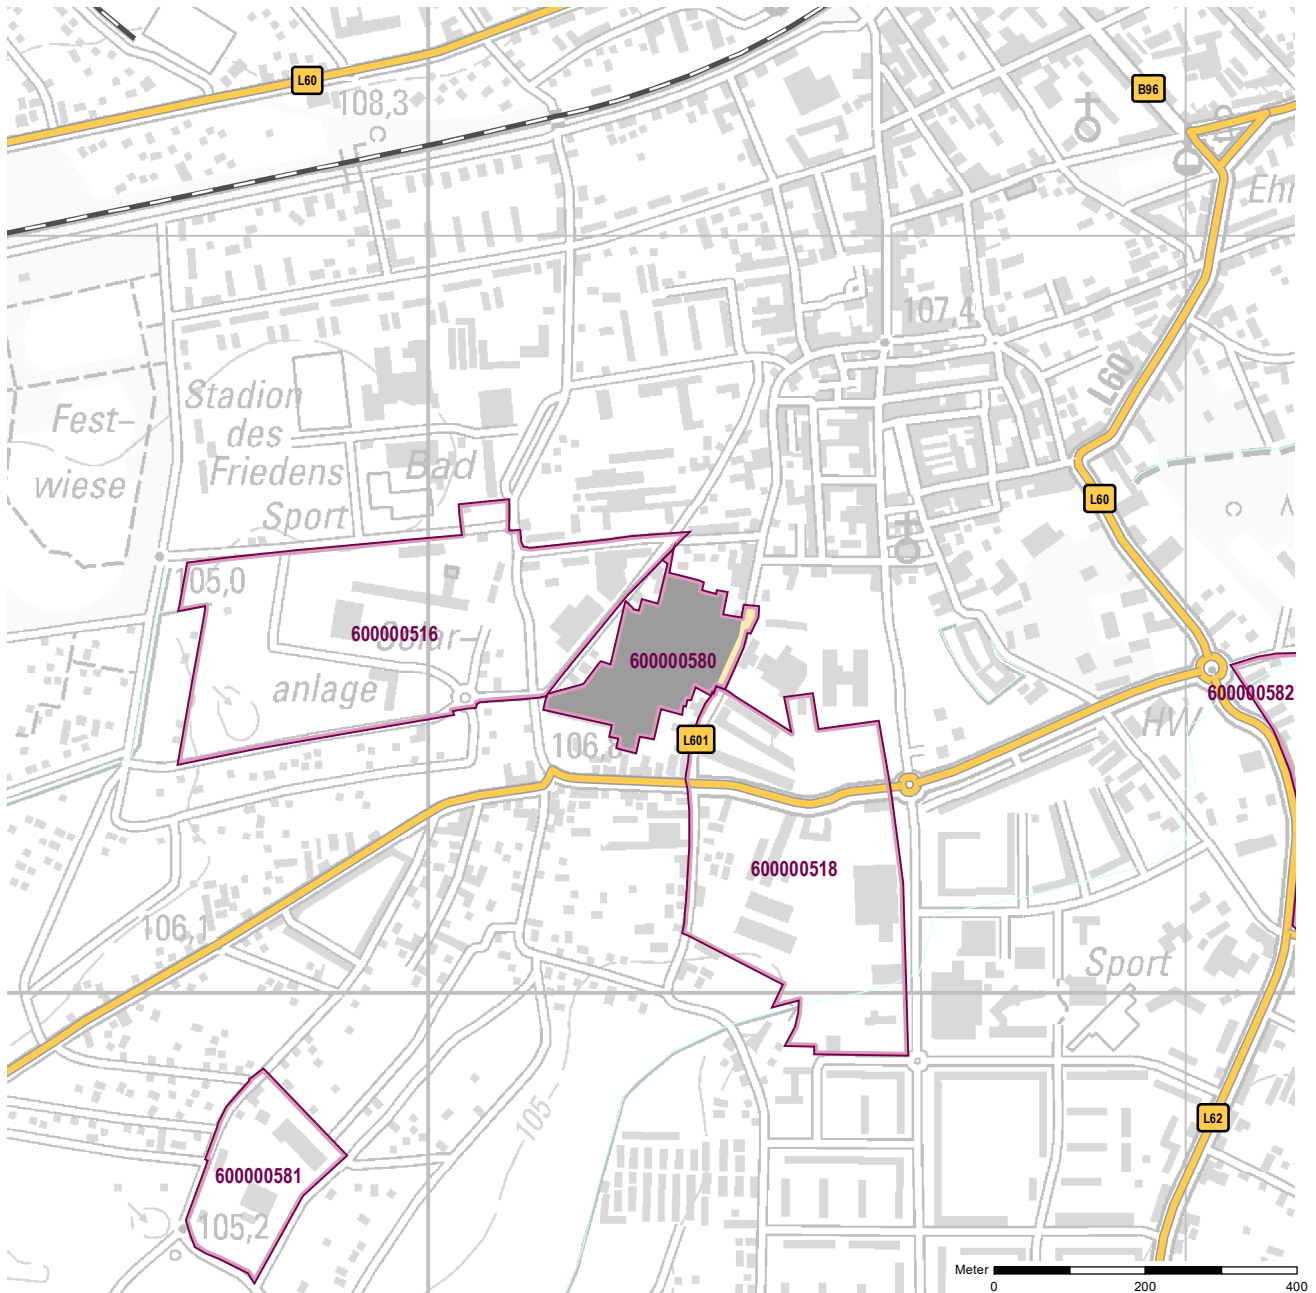 L60
108,3
B96
Ehr
107,4
L60
Stadion
des
Friedens
Sport
Fest-
wiese
Bad
L60
105,0
600000516
Solar-
anlage
600000580
600000582
HW
106,8
L601
600000518
106,1
Sport
105
L62
600000581
105,2
Meter
0
200
400